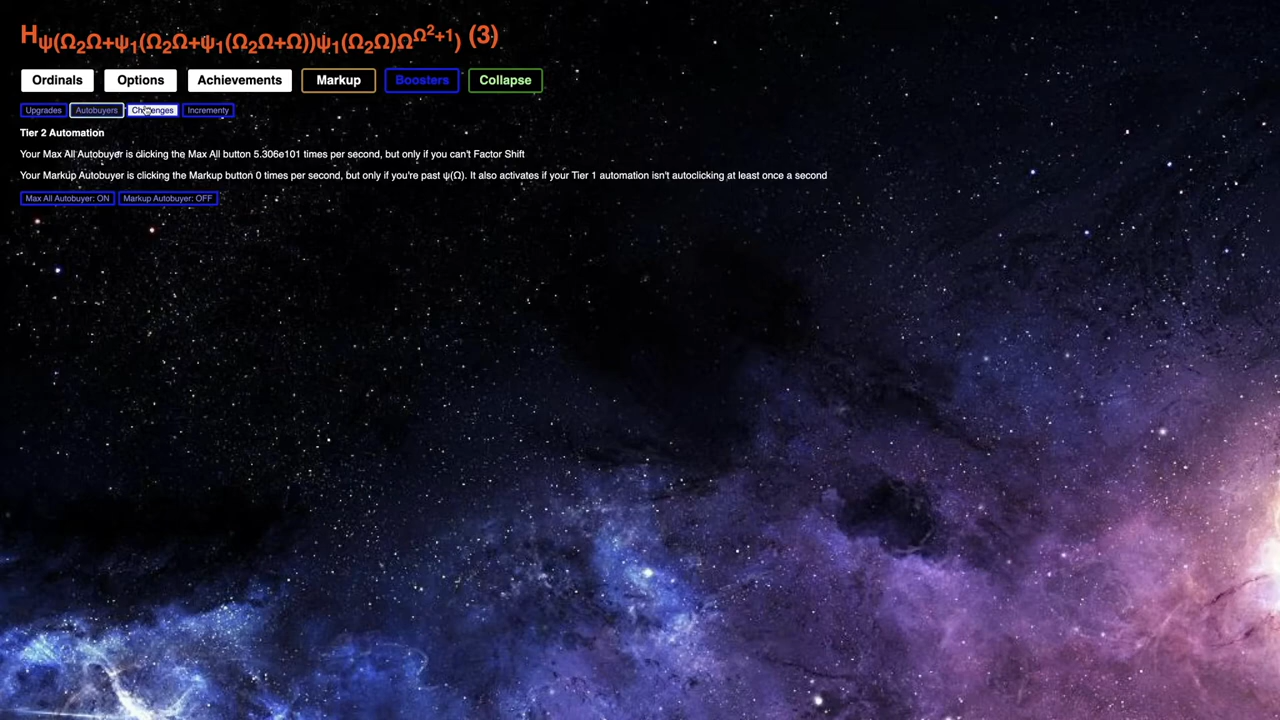 H_ψ(Ω₂Ω+ψ₁(Ω₂Ω+ψ₁(Ω₂Ω+Ω))ψ₁(Ω₂Ω)Ω^Ω²+1) (3)
Ordinals Options Achievements Markup Boosters Collapse
Upgrades Autobuyers Challenges Incrementy
Tier 2 Automation
Your Max All Autobuyer is clicking the Max All button 5.306e101 times per second, but only if you can't Factor Shift
Your Markup Autobuyer is clicking the Markup button 0 times per second, but only if you're past ψ(Ω). It also activates if your Tier 1 automation isn't autoclicking at least once a second
Max All Autobuyer: ON Markup Autobuyer: OFF